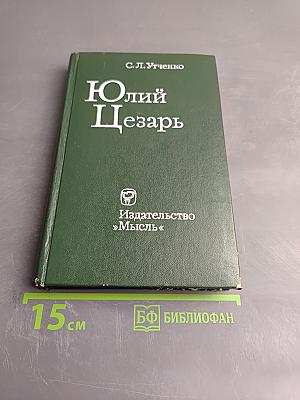 С.Л.Утченко
Юлий
Цезарь
Издательство
»Мысль«
15 см
БФ БИБЛИОФАН